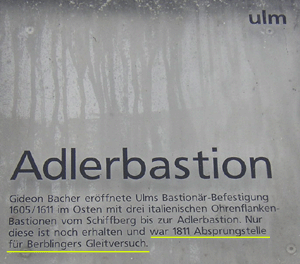 ulm
Adlerbastion
Gideon Bacher eröffnete Ulms Bastionär-Befestigung
1605/1611 im Osten mit drei italienischen Ohrenflanken-
Bastionen vom Schiffberg bis zur Adlerbastion. Nur
diese ist noch erhalten und war 1811 Absprungstelle
für Berblingers Gleitversuch.